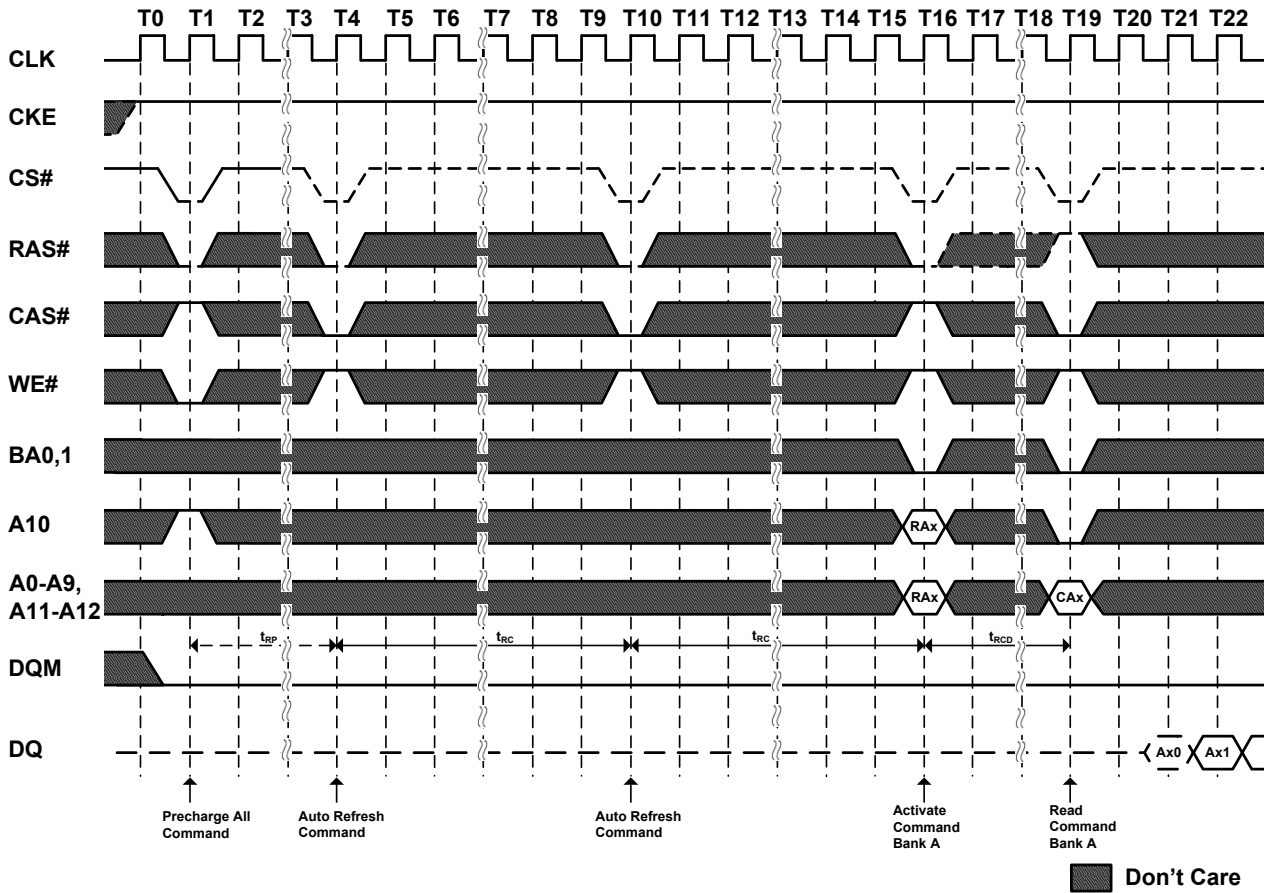 T0 T1 T2 T3 T4 T5 T6 T7 T8 T9 T10 T11 T12 T13 T14 T15 T16 T17 T18 T19 T20 T21 T22
CLK
CKE
CS#
RAS#
CAS#
WE#
BA0,1
A10
RAx
A0-A9,
A11-A12
RAx CAx
tRP tRC tRC tRCD
DQM
DQ
Ax0 Ax1
Precharge All
Command
Auto Refresh
Command
Auto Refresh
Command
Activate
Command
Bank A
Read
Command
Bank A
Don't Care